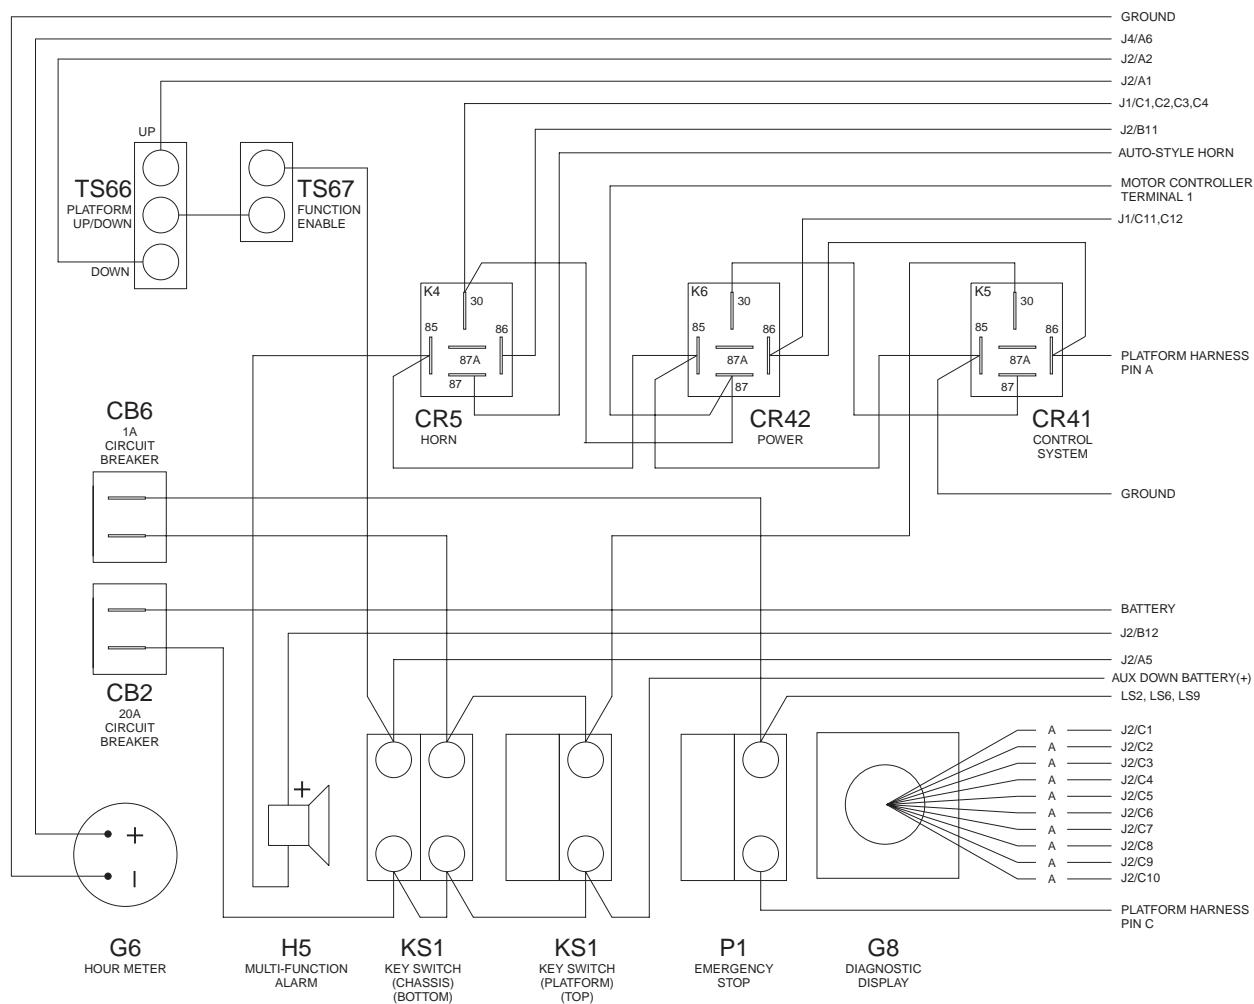 GROUND
J4/A6
J2/A2
J2/A1
J1/C1,C2,C3,C4
J2/B11
AUTO-STYLE HORN
MOTOR CONTROLLER
TERMINAL 1
J1/C11,C12
UP
TS66
PLATFORM
UP/DOWN
DOWN
TS67
FUNCTION
ENABLE
K4
30
85
86
87A
87
CR5
HORN
K6
30
85
86
87A
87
CR42
POWER
K5
30
85
86
87A
87
CR41
CONTROL
SYSTEM
PLATFORM HARNESS
PIN A
GROUND
CB6
1A
CIRCUIT
BREAKER
CB2
20A
CIRCUIT
BREAKER
BATTERY
J2/B12
J2/A5
AUX DOWN BATTERY(+)
LS2, LS6, LS9
A J2/C1
A J2/C2
A J2/C3
A J2/C4
A J2/C5
A J2/C6
A J2/C7
A J2/C8
A J2/C9
A J2/C10
PLATFORM HARNESS
PIN C
+
–
+
G6
HOUR METER
H5
MULTI-FUNCTION
ALARM
KS1
KEY SWITCH
(CHASSIS)
(BOTTOM)
KS1
KEY SWITCH
(PLATFORM)
(TOP)
P1
EMERGENCY
STOP
G8
DIAGNOSTIC
DISPLAY